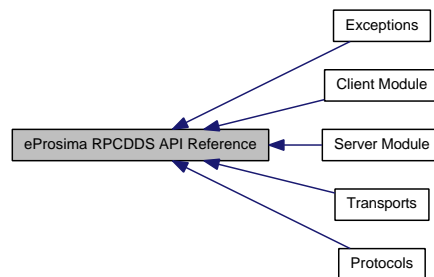 Exceptions
Client Module
eProsima RPCDDS API Reference
Server Module
Transports
Protocols